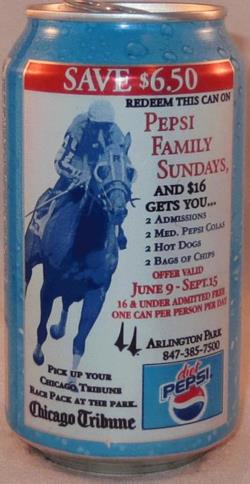 SAVE $6.50
REDEEM THIS CAN ON
PEPSI
FAMILY
SUNDAYS,
AND $16
GETS YOU...
2 ADMISSIONS
2 MED. PEPSI COLAS
2 HOT DOGS
2 BAGS OF CHIPS
OFFER VALID
JUNE 9 - SEPT.15
16 & UNDER ADMITTED FREE
ONE CAN PER PERSON PER DAY
ARLINGTON PARK
847-385-7500
PICK UP YOUR
CHICAGO TRIBUNE
RACE PACK AT THE PARK.
Chicago Tribune
diet
PEPSI